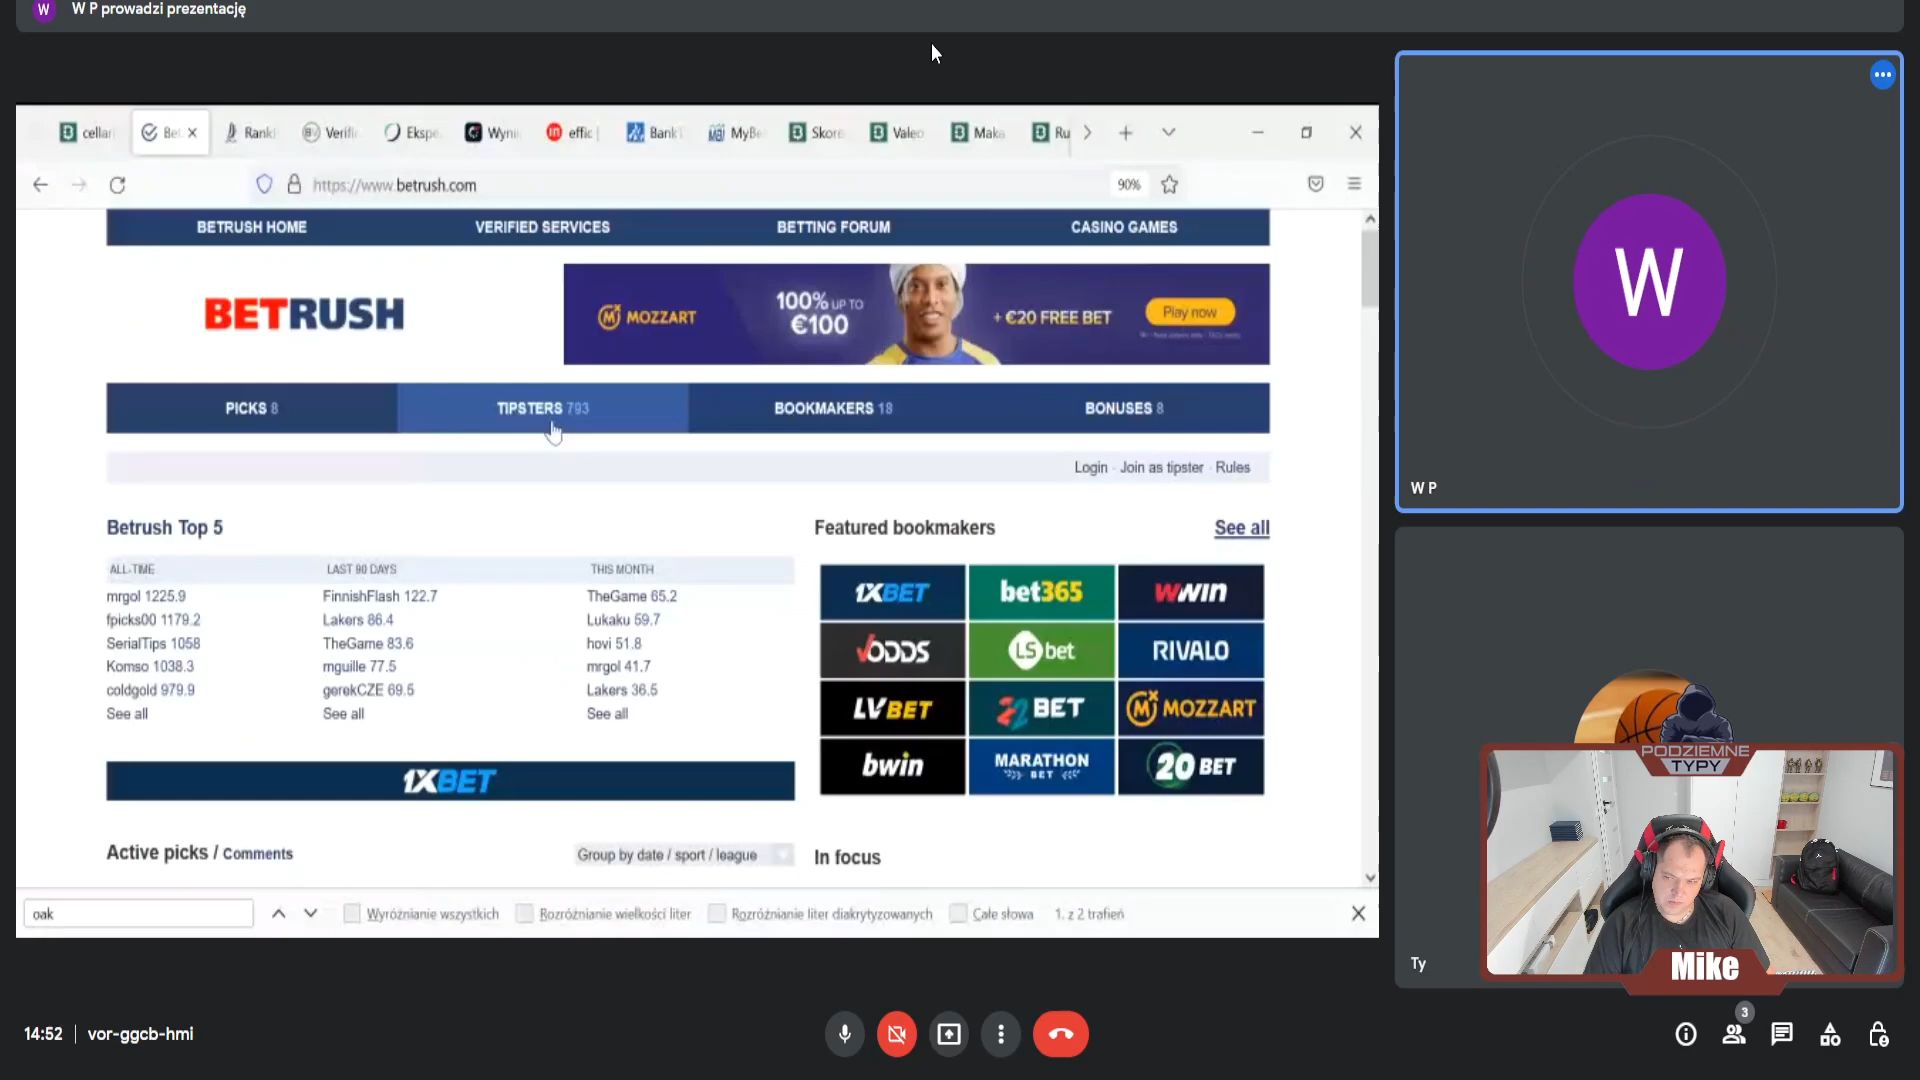 W P prowadzi prezentację
W
cellar
Bet
Ranki
Verifi
Ekspe
Wyni
effic
Bank
MyBe
Skore
Valeo
Maka
Ru
https://www.betrush.com
90%
BETRUSH HOME
VERIFIED SERVICES
BETTING FORUM
CASINO GAMES
BETRUSH
MOZZART
100% UP TO
€100
+ €20 FREE BET
Play now
PICKS 8
TIPSTERS 793
BOOKMAKERS 18
BONUSES 8
Login · Join as tipster · Rules
Betrush Top 5
ALL-TIME
LAST 90 DAYS
THIS MONTH
mrgol 1225.9
FinnishFlash 122.7
TheGame 65.2
fpicks00 1179.2
Lakers 86.4
Lukaku 59.7
SerialTips 1058
TheGame 83.6
hovi 51.8
Komso 1038.3
mguille 77.5
mrgol 41.7
coldgold 979.9
gerekCZE 69.5
Lakers 36.5
See all
See all
See all
Featured bookmakers
See all
1XBET
bet365
WWIN
VODDS
LS bet
RIVALO
LVBET
22BET
MOZZART
bwin
MARATHON
BET
20BET
1XBET
Active picks / Comments
Group by date / sport / league
In focus
oak
Wyróżnianie wszystkich
Rozróżnianie wielkości liter
Rozróżnianie liter diakrytyzowanych
Całe słowa
1. z 2 trafień
W
W P
PODZIEMNE
TYPY
Ty
Mike
14:52
vor-ggcb-hmi
3